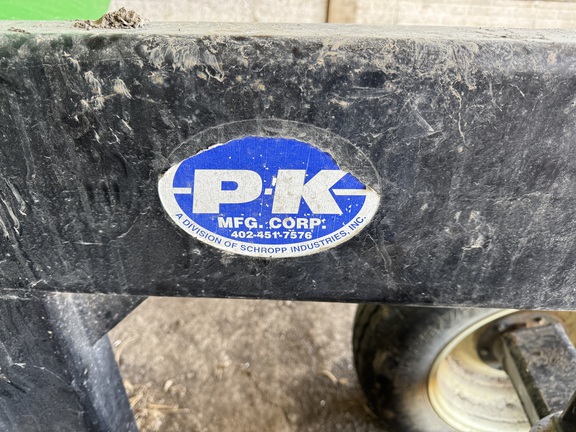 P-K
MFG. CORP.
402-451-7576
A DIVISION OF SCHROPP INDUSTRIES, INC.